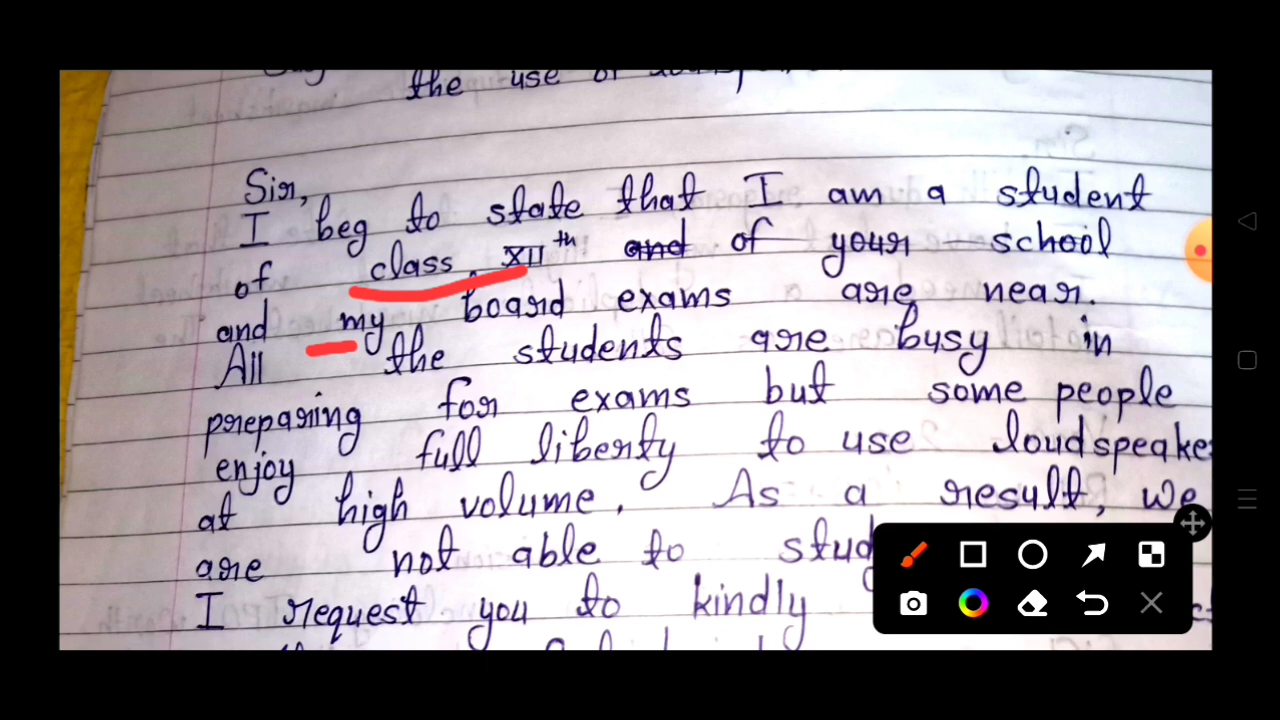 the use of
Sir,
I beg to state that I am a student
of class XIIth and of your school
and my board exams are near.
All the students are busy in
preparing for exams but some people
enjoy full liberty to use loudspeake
at high volume. As a result, we
are not able to stud
I request you to kindly